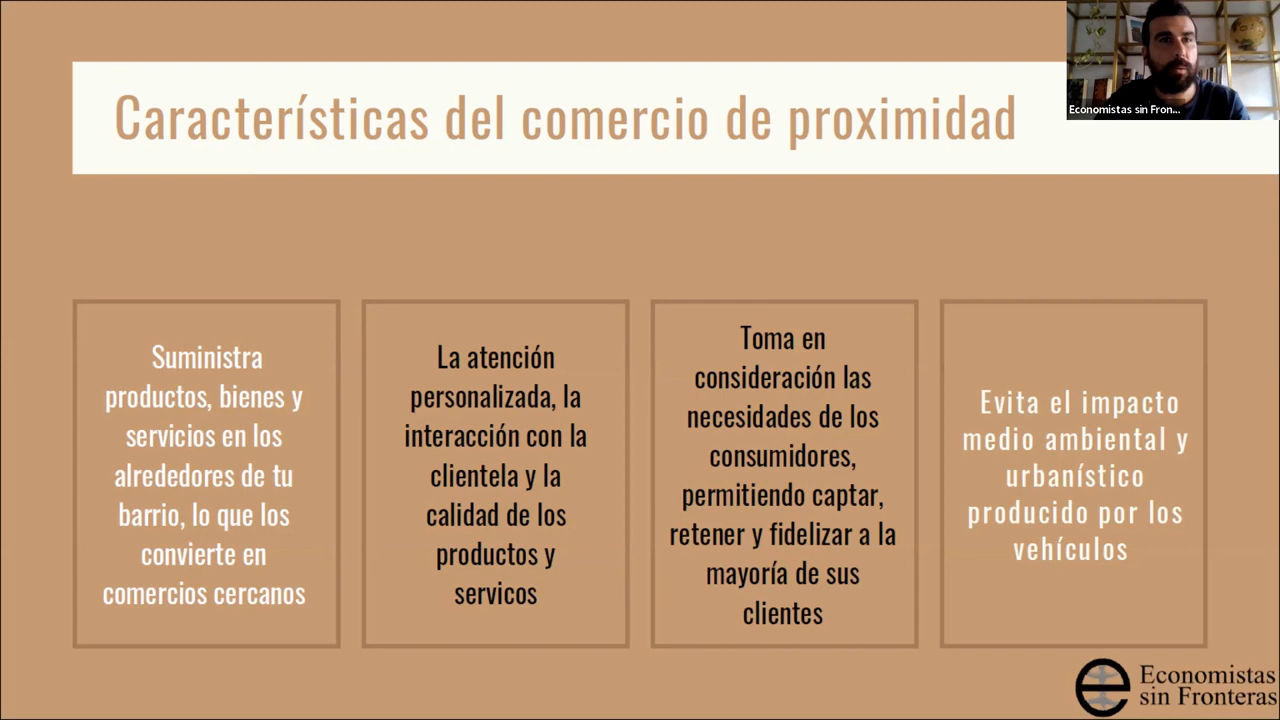 Características del comercio de proximidad
Economistas sin Fron...
Suministra
productos, bienes y
servicios en los
alrededores de tu
barrio, lo que los
convierte en
comercios cercanos
La atención
personalizada, la
interacción con la
clientela y la
calidad de los
productos y
servicos
Toma en
consideración las
necesidades de los
consumidores,
permitiendo captar,
retener y fidelizar a la
mayoría de sus
clientes
Evita el impacto
medio ambiental y
urbanístico
producido por los
vehículos
Economistas
sin Fronteras